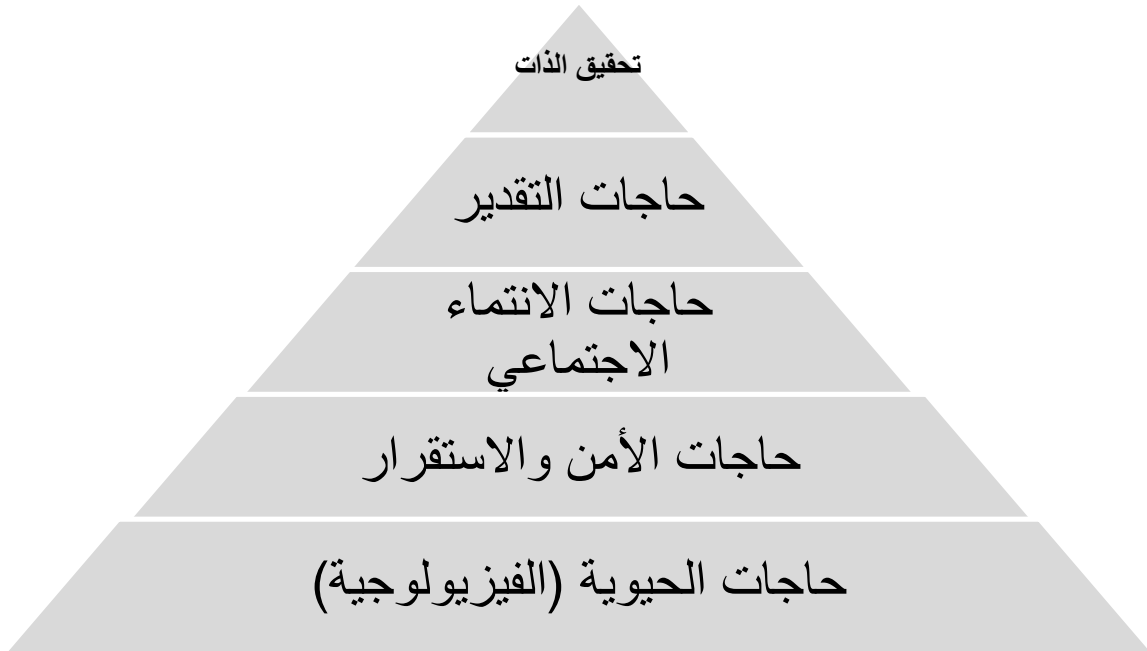 تحقيق الذات
حاجات التقدير
حاجات الانتماء
الاجتماعي
حاجات الأمن والاستقرار
حاجات الحيوية (الفيزيولوجية)